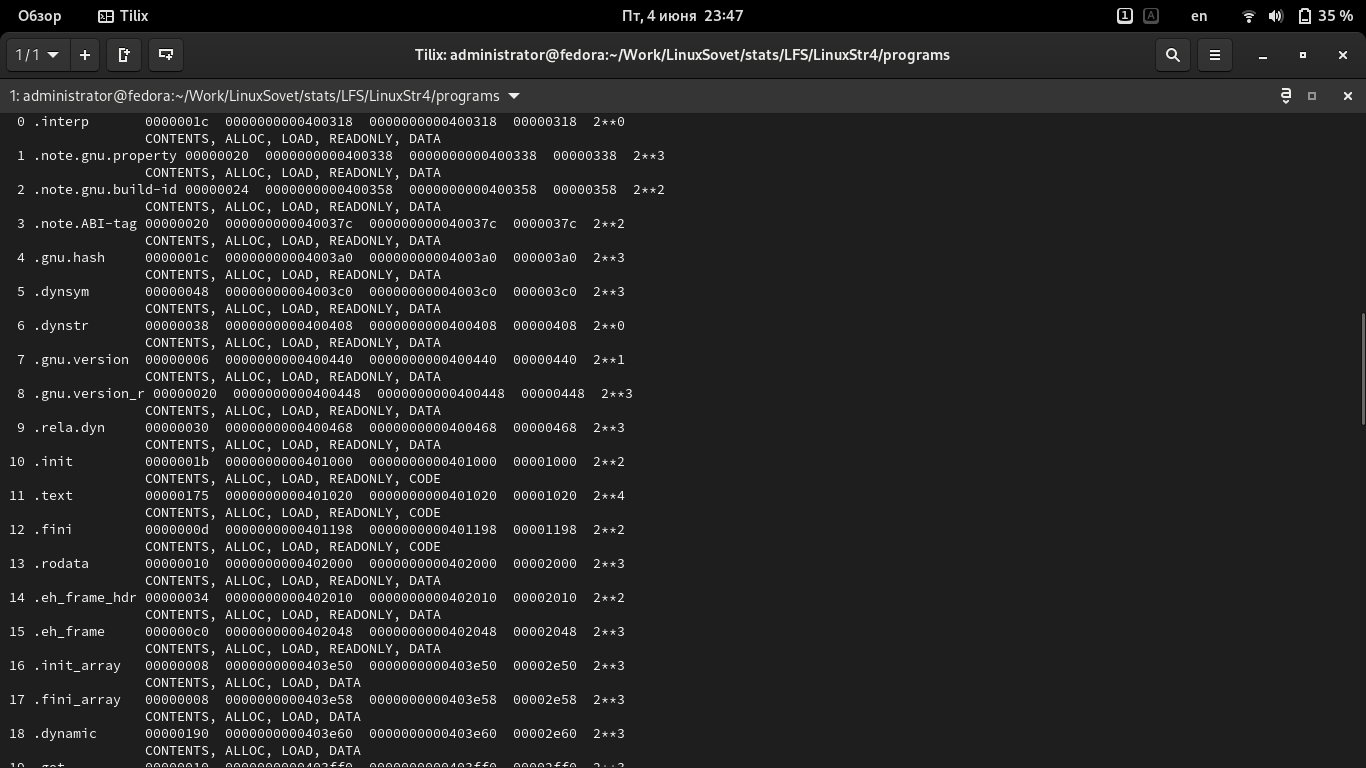 Обзор Tilix Пт, 4 июня 23:47 1 A en 35 %
1 / 1 Tilix: administrator@fedora:~/Work/LinuxSovet/stats/LFS/LinuxStr4/programs
1: administrator@fedora:~/Work/LinuxSovet/stats/LFS/LinuxStr4/programs
0 .interp 0000001c 0000000000400318 0000000000400318 00000318 2**0
CONTENTS, ALLOC, LOAD, READONLY, DATA
1 .note.gnu.property 00000020 0000000000400338 0000000000400338 00000338 2**3
CONTENTS, ALLOC, LOAD, READONLY, DATA
2 .note.gnu.build-id 00000024 0000000000400358 0000000000400358 00000358 2**2
CONTENTS, ALLOC, LOAD, READONLY, DATA
3 .note.ABI-tag 00000020 000000000040037c 000000000040037c 0000037c 2**2
CONTENTS, ALLOC, LOAD, READONLY, DATA
4 .gnu.hash 0000001c 00000000004003a0 00000000004003a0 000003a0 2**3
CONTENTS, ALLOC, LOAD, READONLY, DATA
5 .dynsym 00000048 00000000004003c0 00000000004003c0 000003c0 2**3
CONTENTS, ALLOC, LOAD, READONLY, DATA
6 .dynstr 00000038 0000000000400408 0000000000400408 00000408 2**0
CONTENTS, ALLOC, LOAD, READONLY, DATA
7 .gnu.version 00000006 0000000000400440 0000000000400440 00000440 2**1
CONTENTS, ALLOC, LOAD, READONLY, DATA
8 .gnu.version_r 00000020 0000000000400448 0000000000400448 00000448 2**3
CONTENTS, ALLOC, LOAD, READONLY, DATA
9 .rela.dyn 00000030 0000000000400468 0000000000400468 00000468 2**3
CONTENTS, ALLOC, LOAD, READONLY, DATA
10 .init 0000001b 0000000000401000 0000000000401000 00001000 2**2
CONTENTS, ALLOC, LOAD, READONLY, CODE
11 .text 00000175 0000000000401020 0000000000401020 00001020 2**4
CONTENTS, ALLOC, LOAD, READONLY, CODE
12 .fini 0000000d 0000000000401198 0000000000401198 00001198 2**2
CONTENTS, ALLOC, LOAD, READONLY, CODE
13 .rodata 00000010 0000000000402000 0000000000402000 00002000 2**3
CONTENTS, ALLOC, LOAD, READONLY, DATA
14 .eh_frame_hdr 00000034 0000000000402010 0000000000402010 00002010 2**2
CONTENTS, ALLOC, LOAD, READONLY, DATA
15 .eh_frame 000000c0 0000000000402048 0000000000402048 00002048 2**3
CONTENTS, ALLOC, LOAD, READONLY, DATA
16 .init_array 00000008 0000000000403e50 0000000000403e50 00002e50 2**3
CONTENTS, ALLOC, LOAD, DATA
17 .fini_array 00000008 0000000000403e58 0000000000403e58 00002e58 2**3
CONTENTS, ALLOC, LOAD, DATA
18 .dynamic 00000190 0000000000403e60 0000000000403e60 00002e60 2**3
CONTENTS, ALLOC, LOAD, DATA